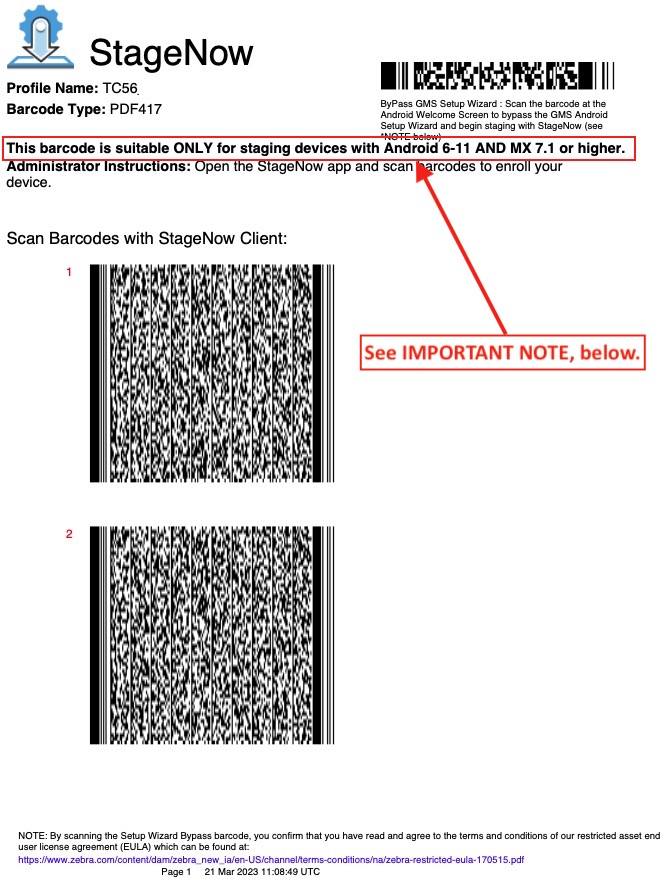 StageNow
Profile Name: TC56
Barcode Type: PDF417
ByPass GMS Setup Wizard : Scan the barcode at the
Android Welcome Screen to bypass the GMS Android
Setup Wizard and begin staging with StageNow (see
*NOTE below)
This barcode is suitable ONLY for staging devices with Android 6-11 AND MX 7.1 or higher.
Administrator Instructions: Open the StageNow app and scan barcodes to enroll your
device.
Scan Barcodes with StageNow Client:
1
See IMPORTANT NOTE, below.
2
NOTE: By scanning the Setup Wizard Bypass barcode, you confirm that you have read and agree to the terms and conditions of our restricted asset end
user license agreement (EULA) which can be found at:
https://www.zebra.com/content/dam/zebra_new_ia/en-US/channel/terms-conditions/na/zebra-restricted-eula-170515.pdf
Page 1 21 Mar 2023 11:08:49 UTC